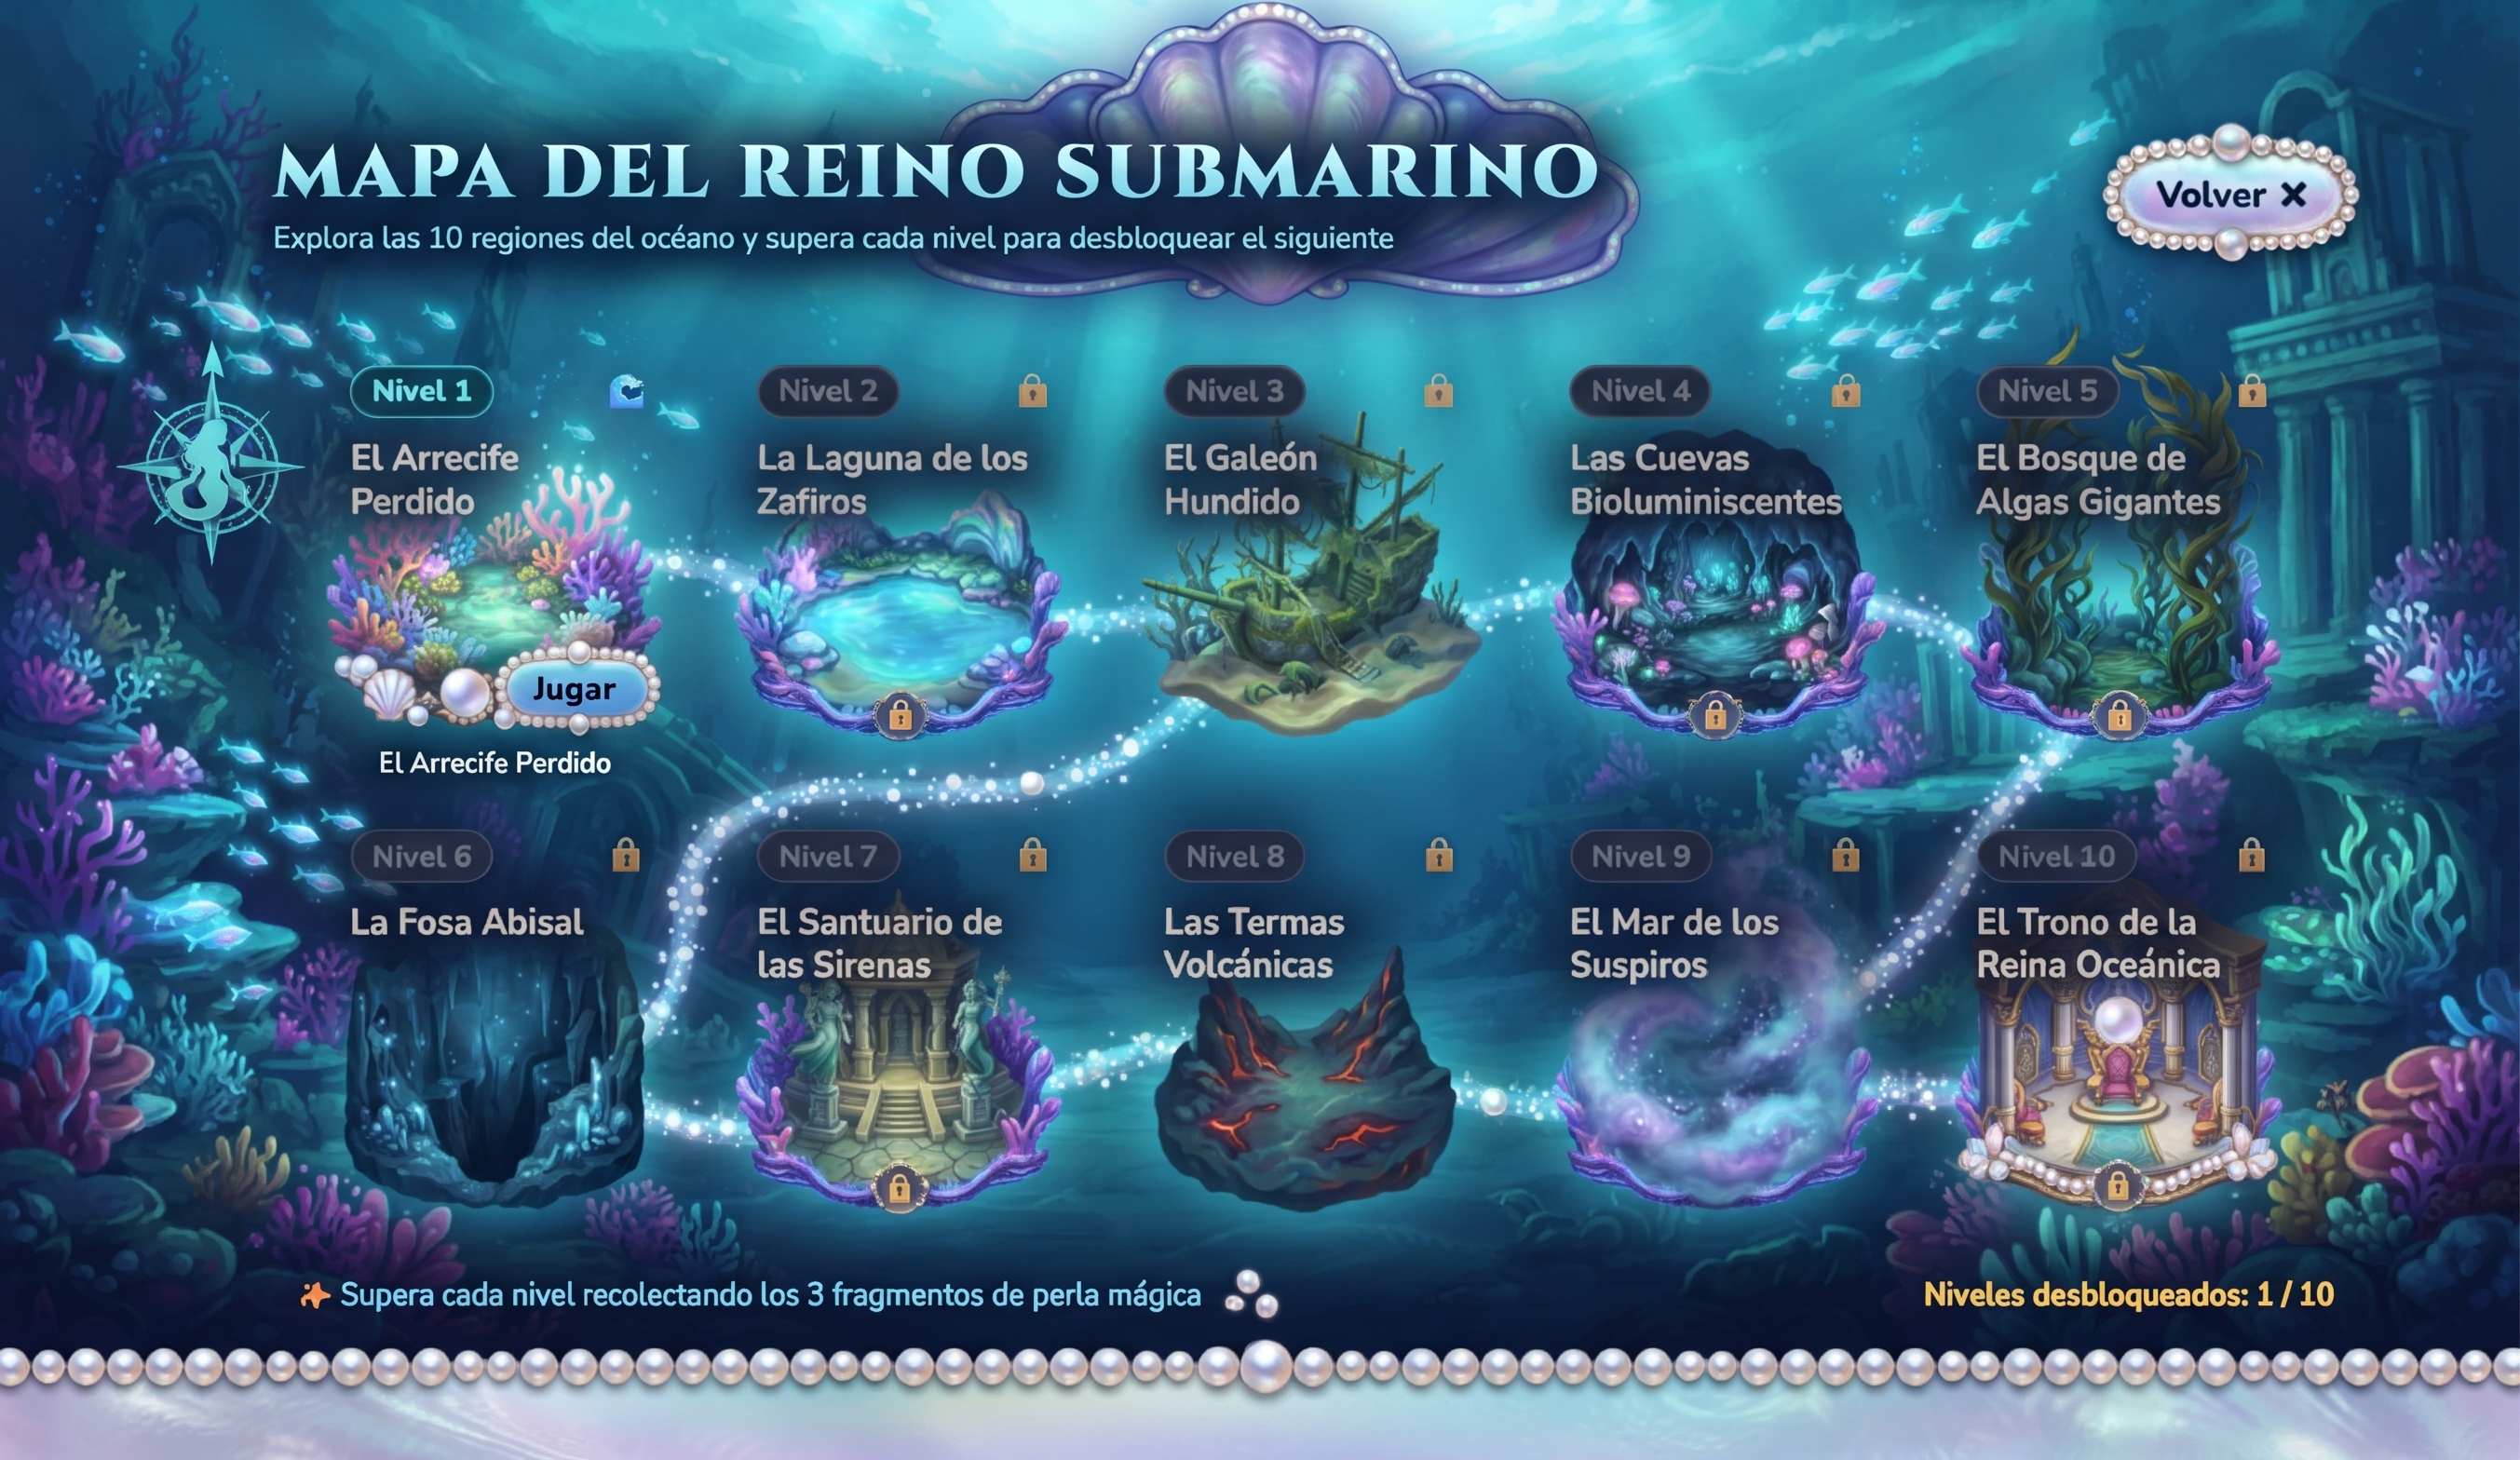 MAPA DEL REINO SUBMARINO
Explora las 10 regiones del océano y supera cada nivel para desbloquear el siguiente
Volver ✕
Nivel 1
El Arrecife
Perdido
Jugar
El Arrecife Perdido
Nivel 2
La Laguna de los
Zafiros
Nivel 3
El Galeón
Hundido
Nivel 4
Las Cuevas
Bioluminiscentes
Nivel 5
El Bosque de
Algas Gigantes
Nivel 6
La Fosa Abisal
Nivel 7
El Santuario de
las Sirenas
Nivel 8
Las Termas
Volcánicas
Nivel 9
El Mar de los
Suspiros
Nivel 10
El Trono de la
Reina Oceánica
Supera cada nivel recolectando los 3 fragmentos de perla mágica
Niveles desbloqueados: 1 / 10